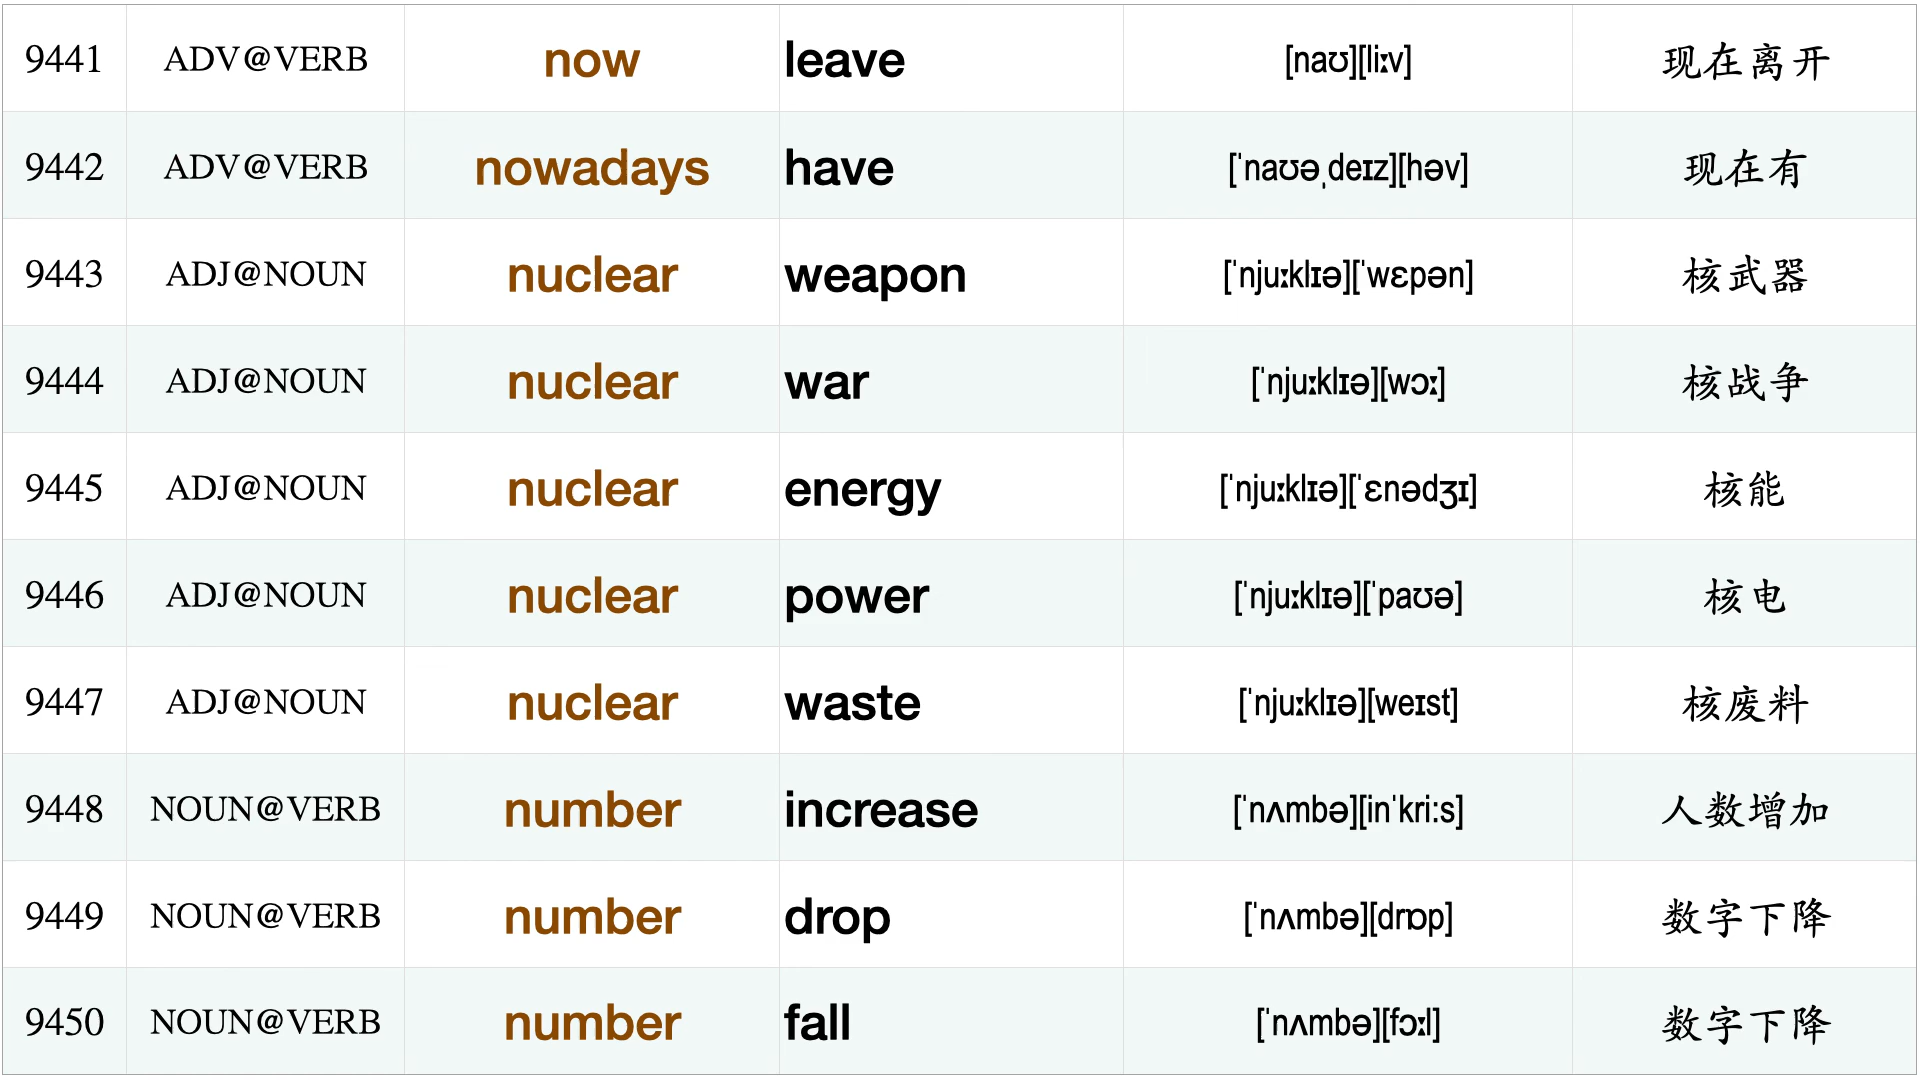 9441 ADV@VERB now leave [naʊ][liːv] 现在离开
9442 ADV@VERB nowadays have [ˈnaʊəˌdeɪz][həv] 现在有
9443 ADJ@NOUN nuclear weapon [ˈnjuːklɪə][ˈwɛpən] 核武器
9444 ADJ@NOUN nuclear war [ˈnjuːklɪə][wɔː] 核战争
9445 ADJ@NOUN nuclear energy [ˈnjuːklɪə][ˈɛnədʒɪ] 核能
9446 ADJ@NOUN nuclear power [ˈnjuːklɪə][ˈpaʊə] 核电
9447 ADJ@NOUN nuclear waste [ˈnjuːklɪə][weɪst] 核废料
9448 NOUN@VERB number increase [ˈnʌmbə][inˈkri:s] 人数增加
9449 NOUN@VERB number drop [ˈnʌmbə][drɒp] 数字下降
9450 NOUN@VERB number fall [ˈnʌmbə][fɔːl] 数字下降